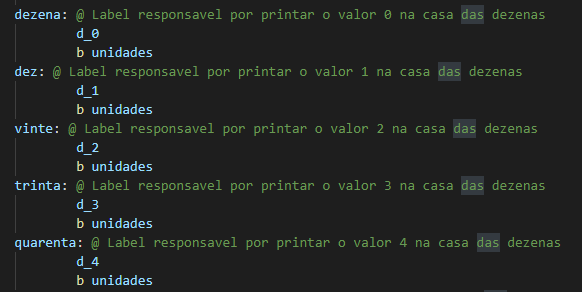 dezena: @ Label responsavel por printar o valor 0 na casa das dezenas
d_0
b unidades
dez: @ Label responsavel por printar o valor 1 na casa das dezenas
d_1
b unidades
vinte: @ Label responsavel por printar o valor 2 na casa das dezenas
d_2
b unidades
trinta: @ Label responsavel por printar o valor 3 na casa das dezenas
d_3
b unidades
quarenta: @ Label responsavel por printar o valor 4 na casa das dezenas
d_4
b unidades